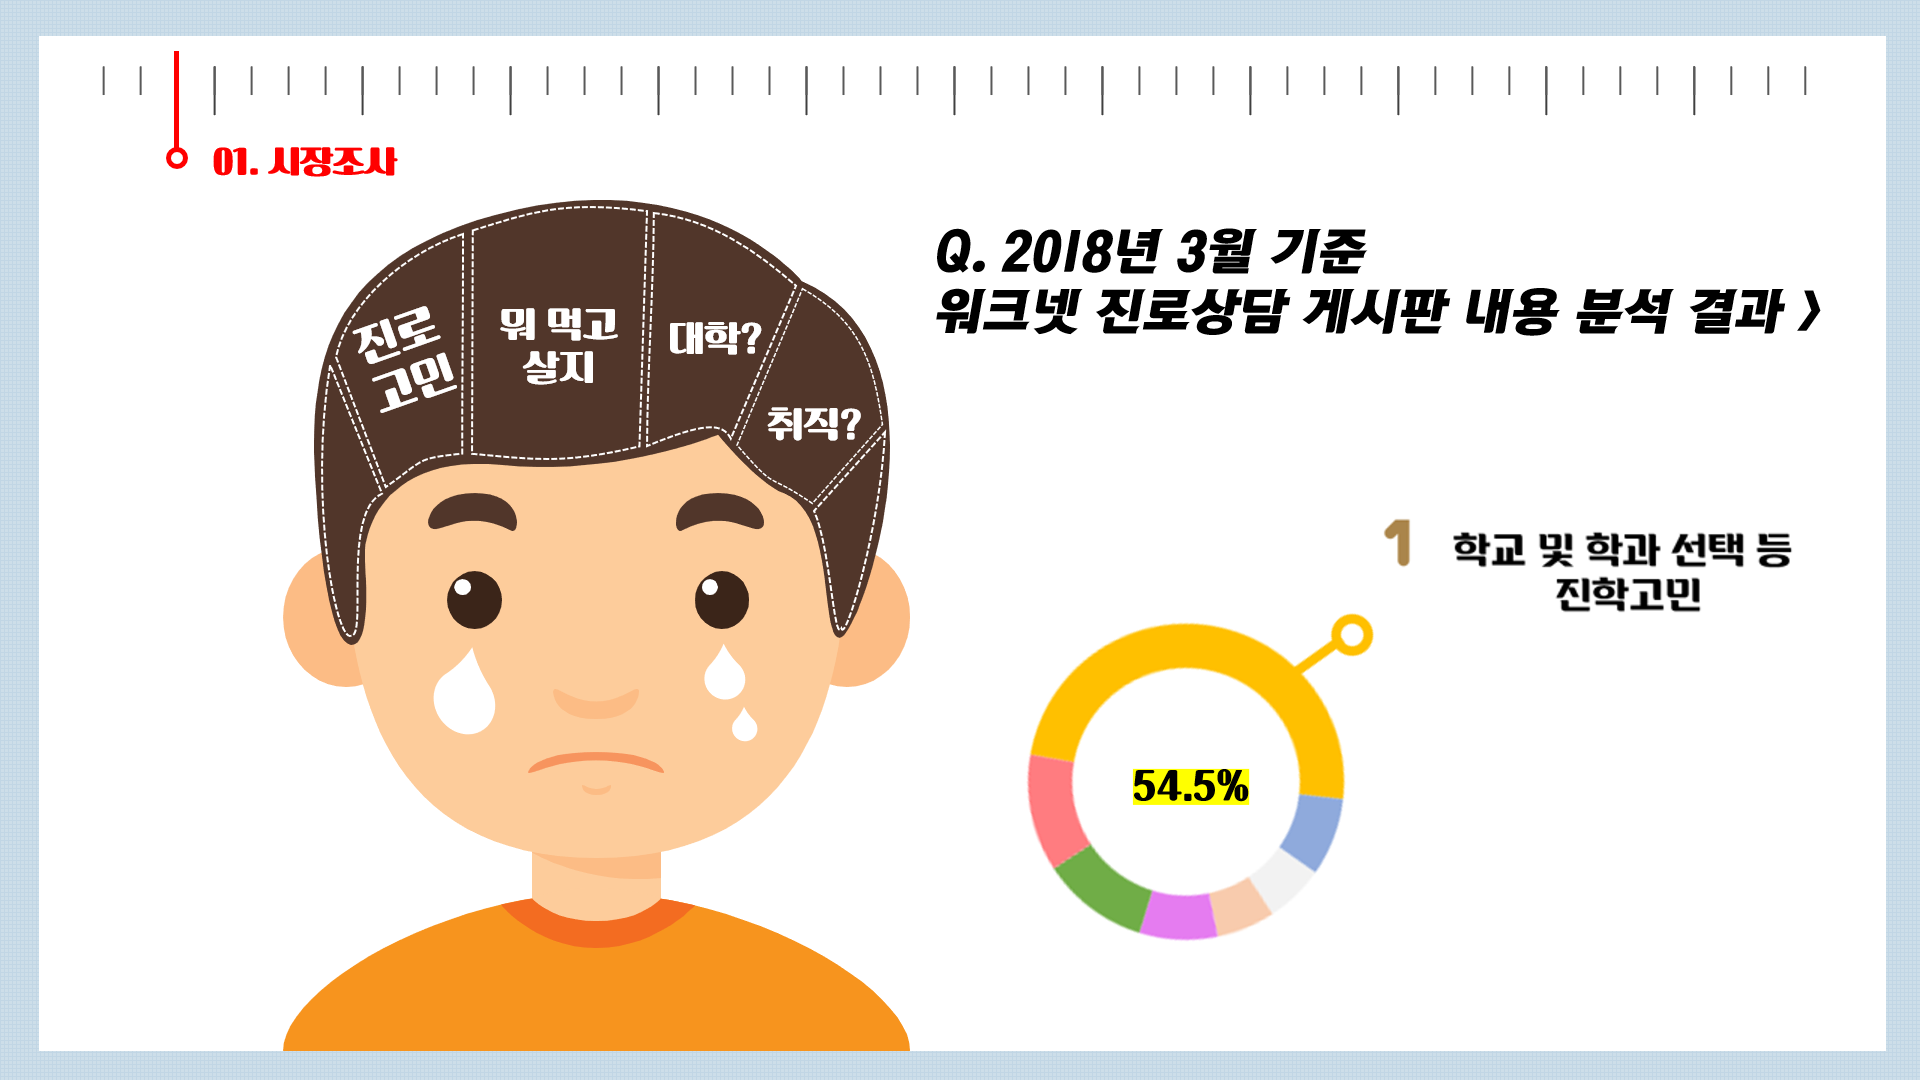 01. 시장조사
Q. 2018년 3월 기준
워크넷 진로상담 게시판 내용 분석 결과 >
진로
고민
뭐 먹고
살지
대학?
취직?
1 학교 및 학과 선택 등
진학고민
54.5%